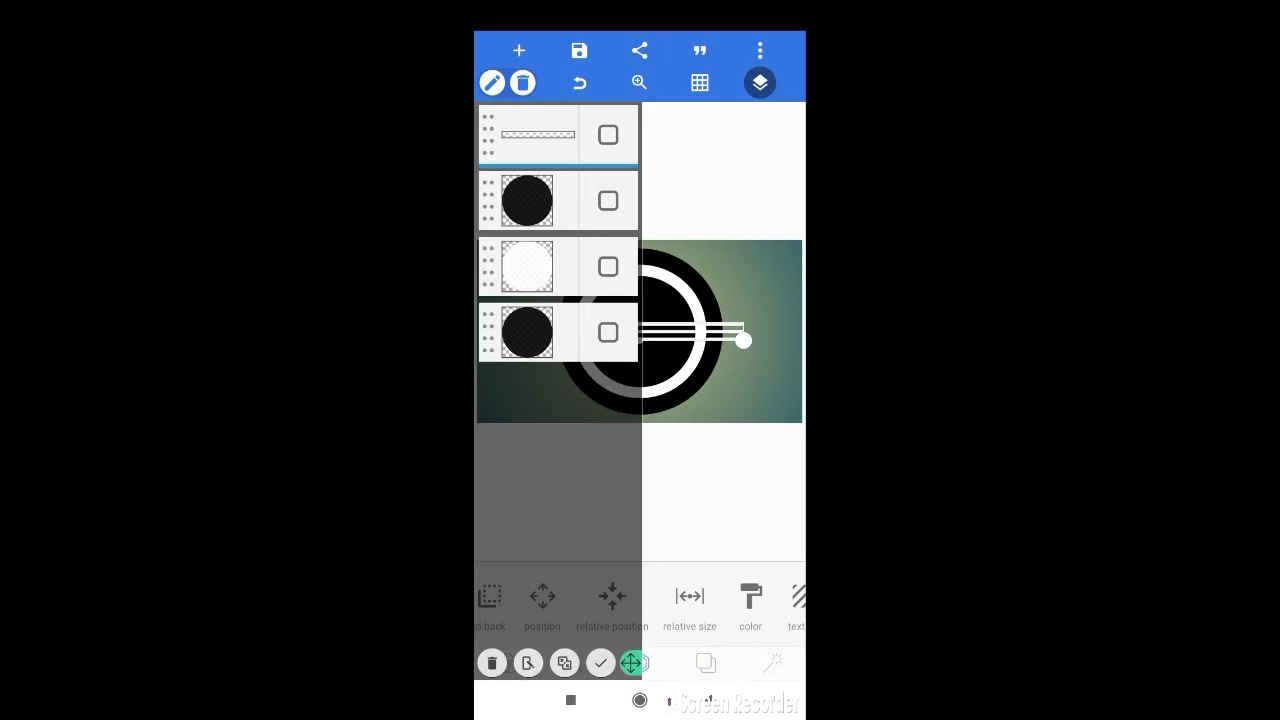 o back position relative position relative size color text
Screen Recorder